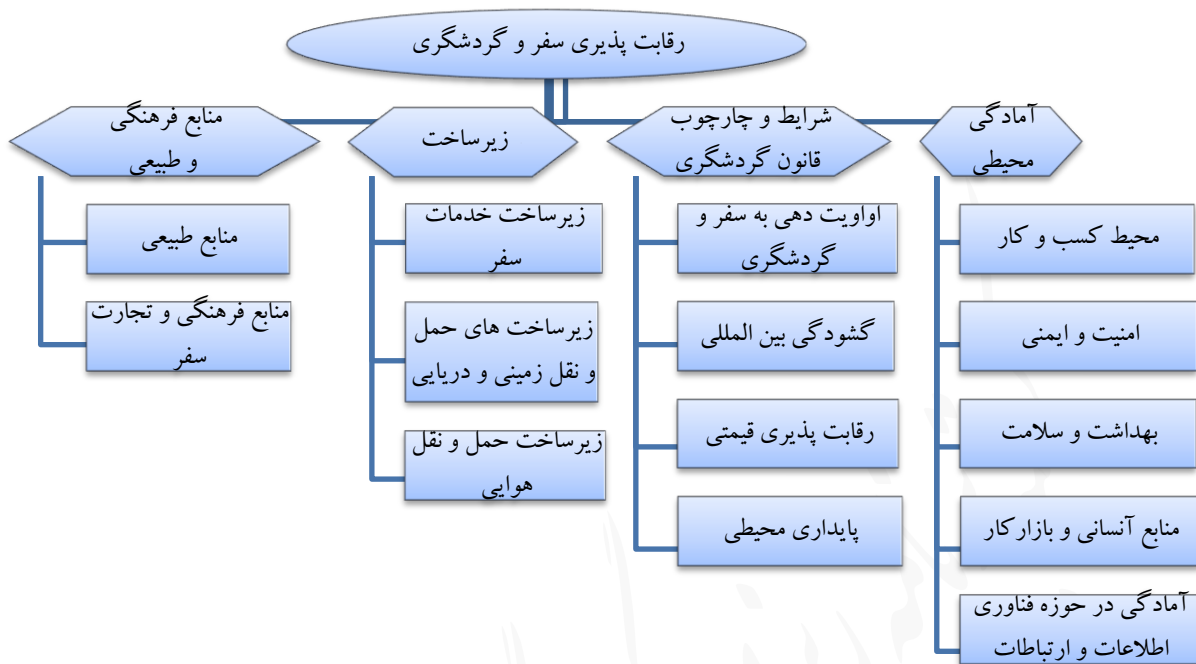 رقابت پذیری سفر و گردشگری
آمادگی
محیطی
محیط کسب و کار
امنیت و ایمنی
بهداشت و سلامت
منابع آنسانی و بازارکار
آمادگی در حوزه فناوری
اطلاعات و ارتباطات
شرایط و چارچوب
قانون گردشگری
اواویت دهی به سفر و
گردشگری
گشودگی بین المللی
رقابت پذیری قیمتی
پایداری محیطی
زیرساخت
زیرساخت خدمات
سفر
زیرساخت های حمل
و نقل زمینی و دریایی
زیرساخت حمل و نقل
هوایی
منابع فرهنگی
و طبیعی
منابع طبیعی
منابع فرهنگی و تجارت
سفر